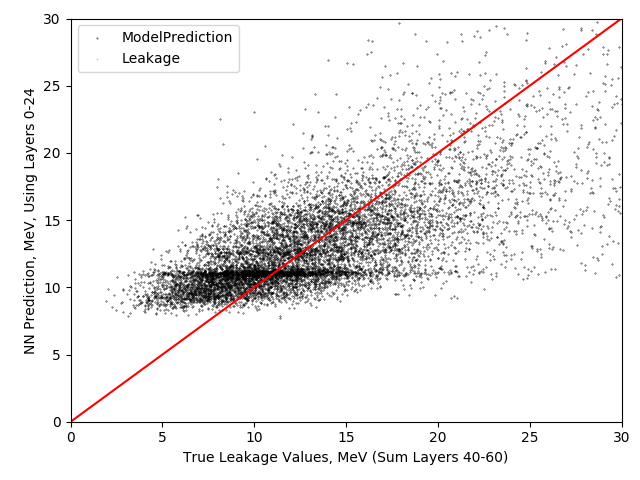 30
25
20
15
10
5
0
NN Prediction, MeV, Using Layers 0-24
ModelPrediction
Leakage
0 5 10 15 20 25 30
True Leakage Values, MeV (Sum Layers 40-60)